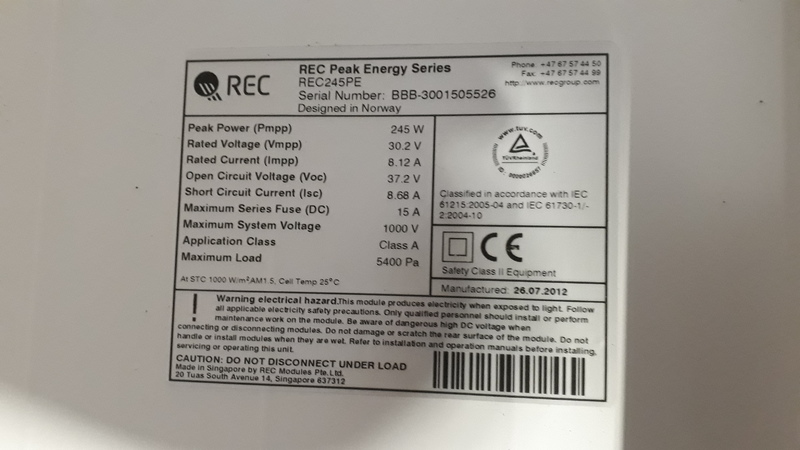 REC
REC Peak Energy Series
REC245PE
Serial Number: BBB-3001505526
Designed in Norway
Phone: +47 67 57 44 50
Fax: +47 67 57 44 99
http://www.recgroup.com
Peak Power (Pmpp) 245 W
Rated Voltage (Vmpp) 30.2 V
Rated Current (Impp) 8.12 A
Open Circuit Voltage (Voc) 37.2 V
Short Circuit Current (Isc) 8.68 A
Maximum Series Fuse (DC) 15 A
Maximum System Voltage 1000 V
Application Class Class A
Maximum Load 5400 Pa
At STC 1000 W/m²AM1.5, Cell Temp 25°C
www.tuv.com
TÜVRheinland
Classified in accordance with IEC
61215:2005-04 and IEC 61730-1/-
2:2004-10
CE
Safety Class II Equipment
Manufactured: 26.07.2012
! Warning electrical hazard.This module produces electricity when exposed to light. Follow
all applicable electricity safety precautions. Only qualified personnel should install or perform
maintenance work on the module. Be aware of dangerous high DC voltage when
connecting or disconnecting modules. Do not damage or scratch the rear surface of the module. Do not
handle or install modules when they are wet. Refer to installation and operation manuals before installing,
servicing or operating this unit.
CAUTION: DO NOT DISCONNECT UNDER LOAD
Made in Singapore by REC Modules Pte.Ltd.
20 Tuas South Avenue 14, Singapore 637312